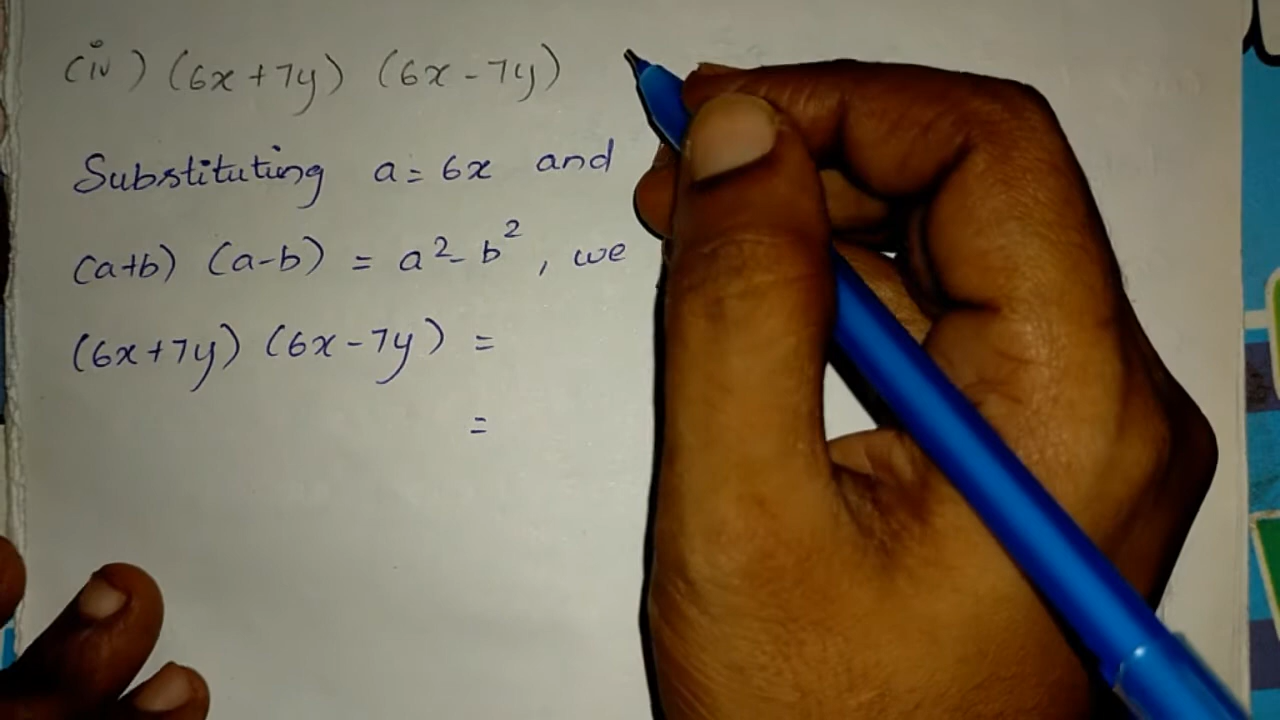 (iv) (6x+7y) (6x-7y)
Substituting a = 6x and
(a+b) (a-b) = a²-b², we
(6x+7y) (6x-7y) =
=